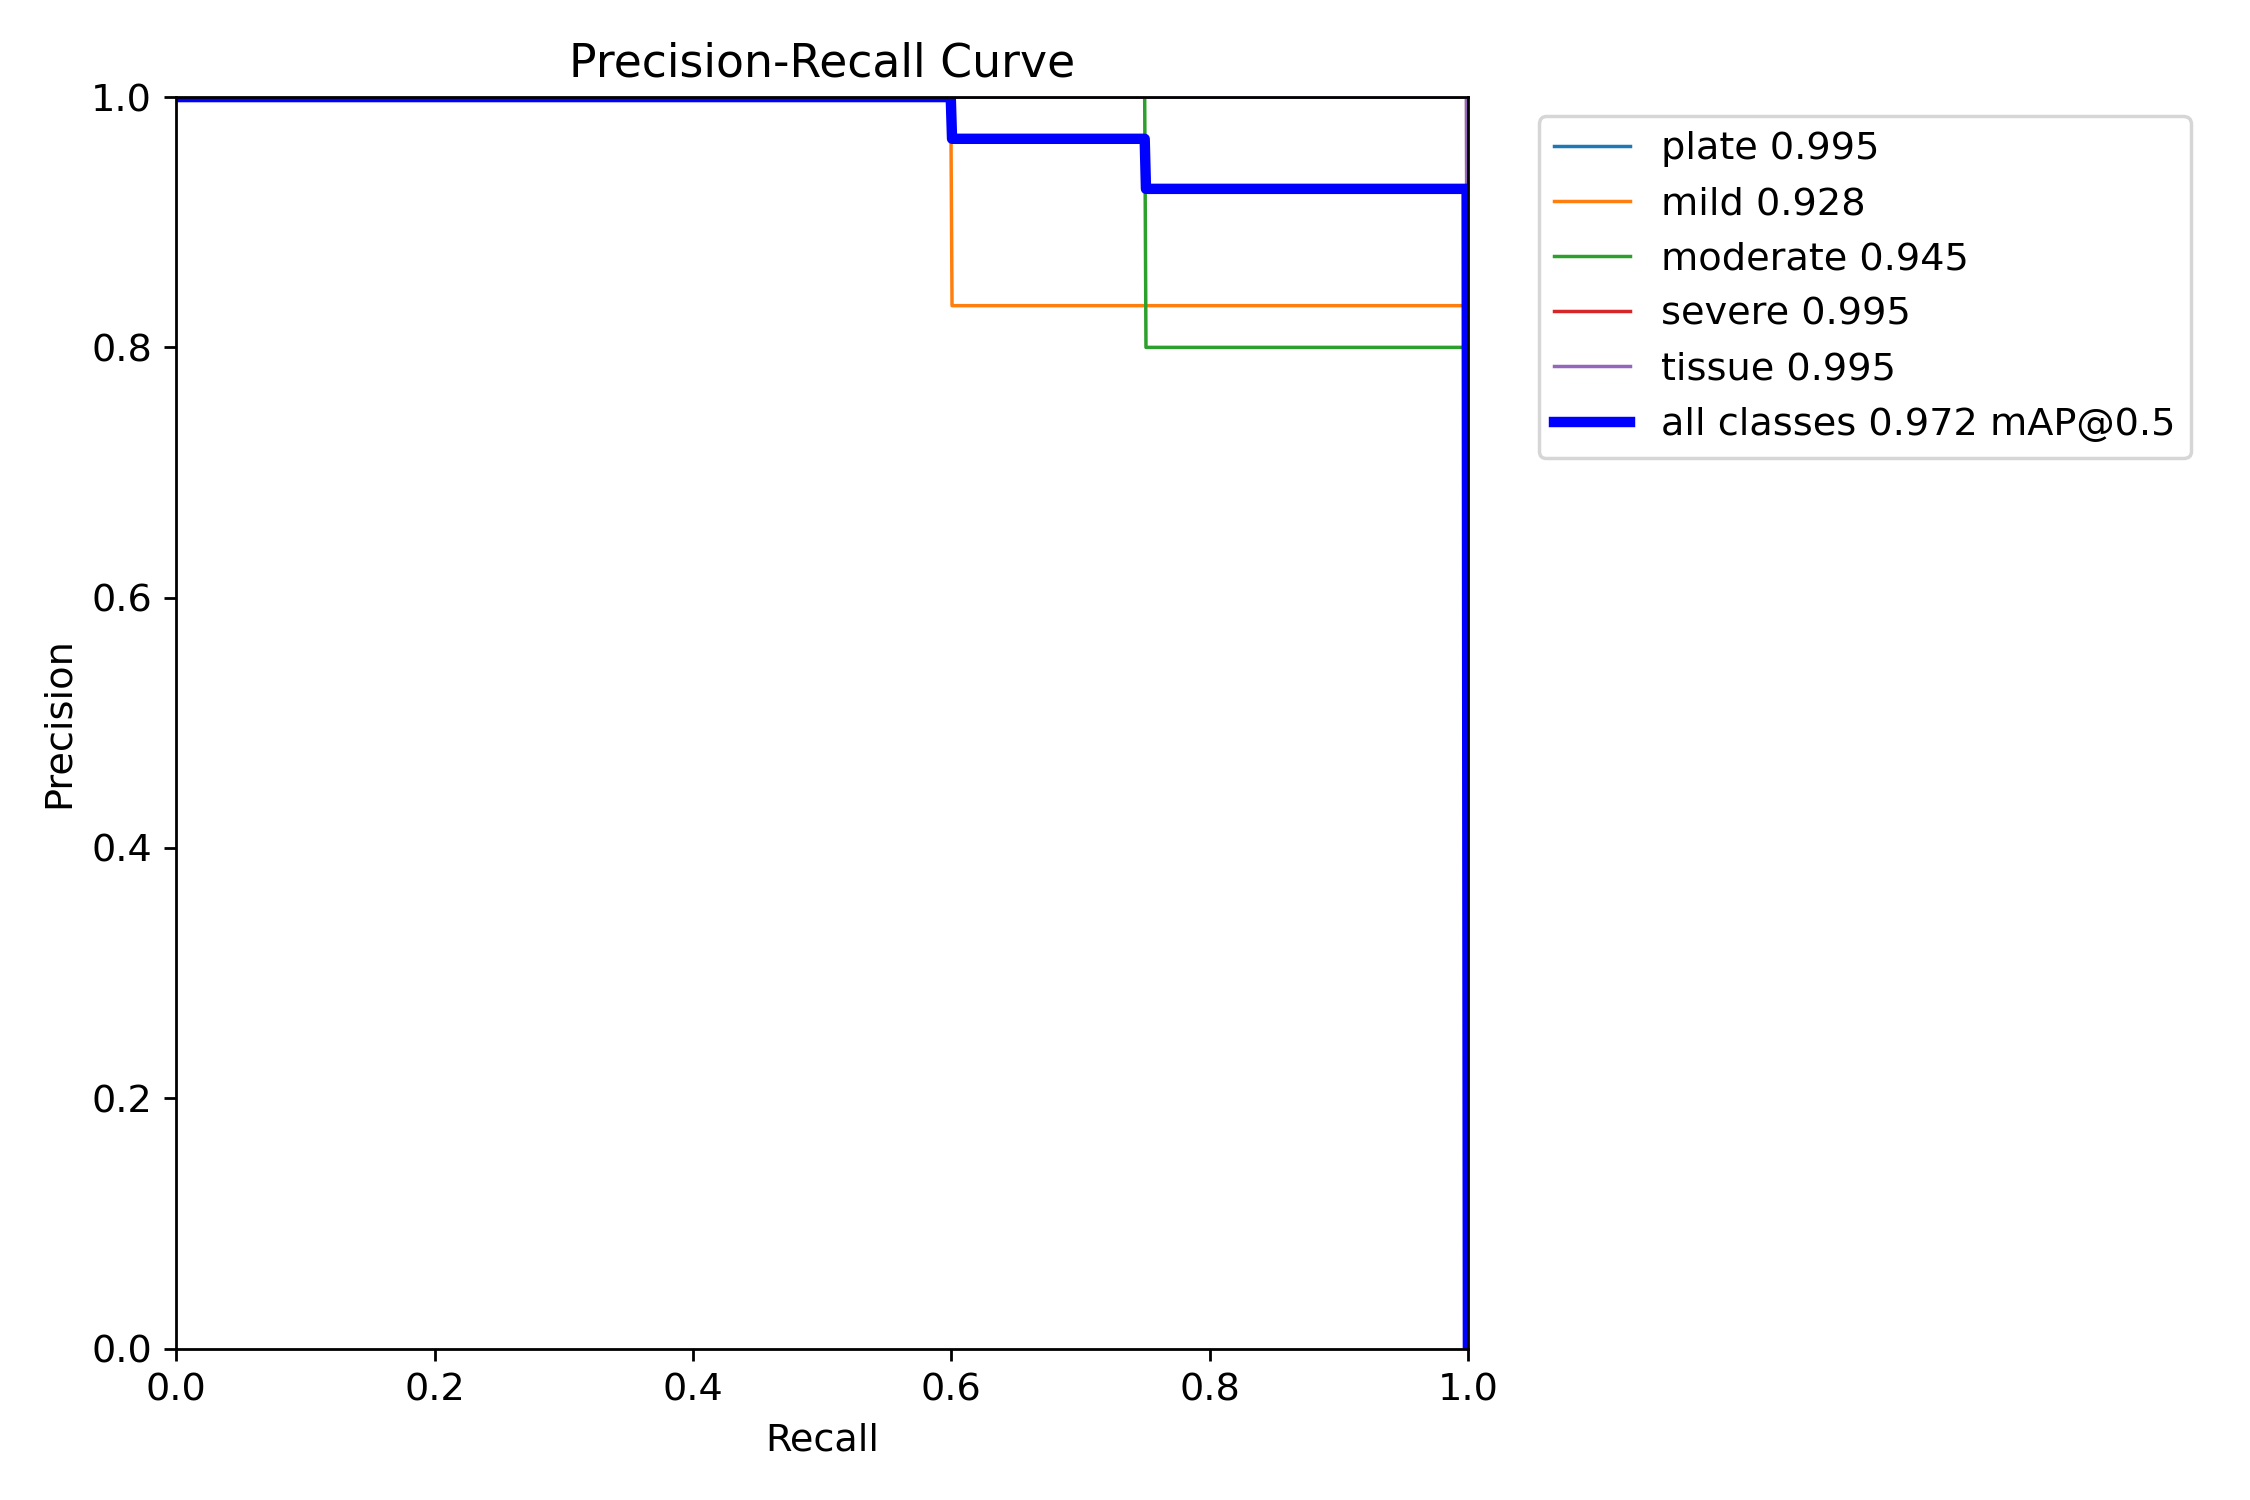 Precision-Recall Curve
1.0
0.8
0.6
0.4
0.2
0.0
Precision
0.0 0.2 0.4 0.6 0.8 1.0
Recall
plate 0.995
mild 0.928
moderate 0.945
severe 0.995
tissue 0.995
all classes 0.972 mAP@0.5